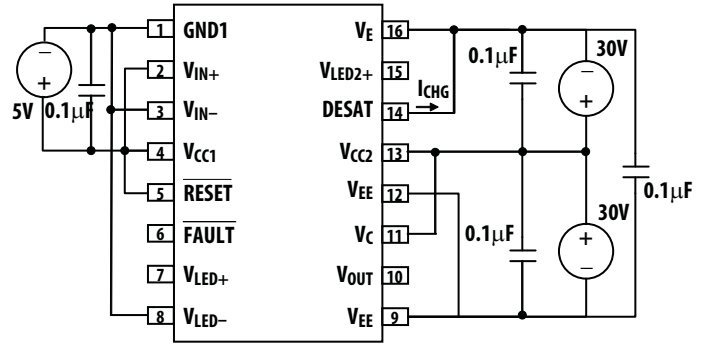 1 GND1
2 VIN+
3 VIN–
4 VCC1
5 RESET
6 FAULT
7 VLED+
8 VLED–
VE 16
VLED2+ 15
DESAT 14
VCC2 13
VEE 12
VC 11
VOUT 10
VEE 9
–
+
5V 0.1μF
ICHG
0.1μF
30V
–
+
0.1μF
30V
+
–
0.1μF